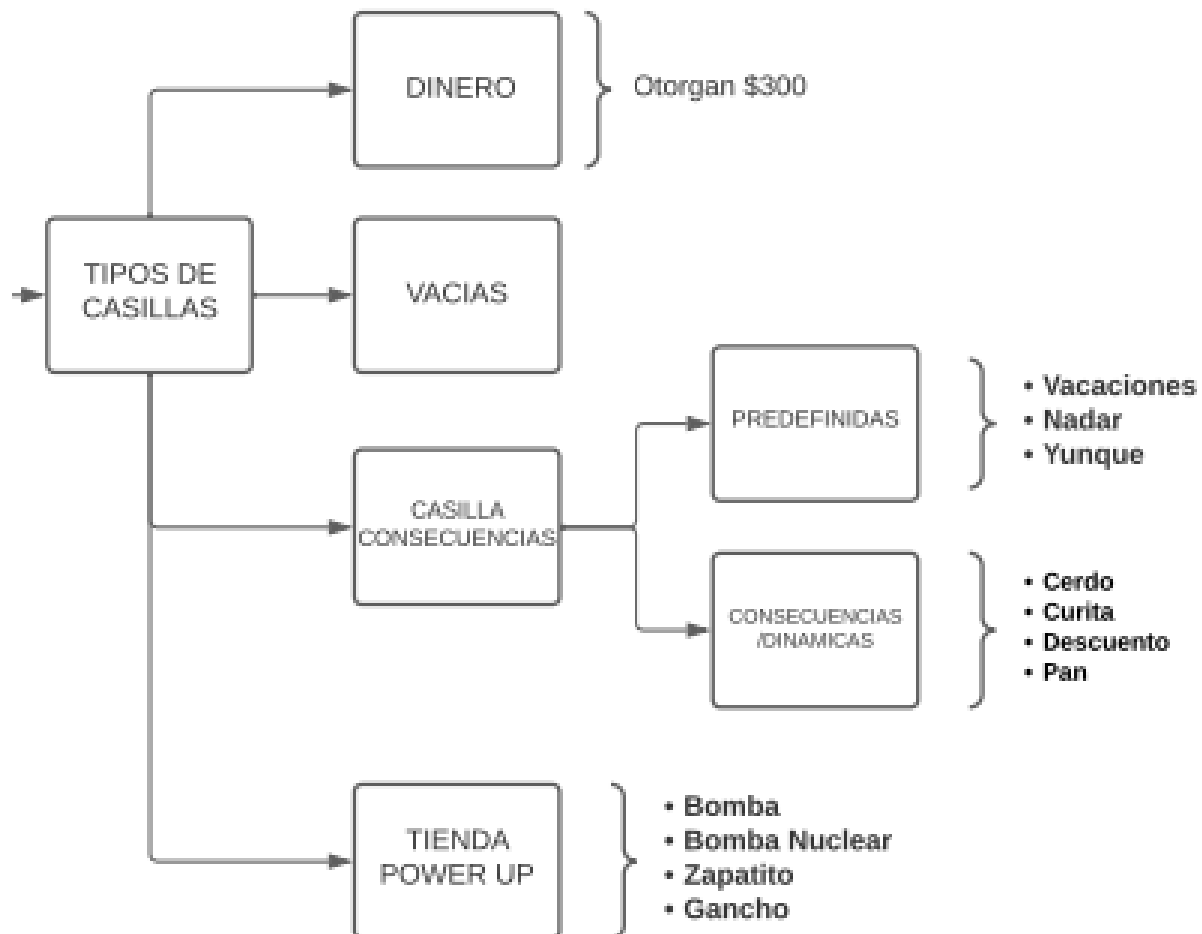 DINERO
Otorgan $300
TIPOS DE
CASILLAS
VACIAS
PREDEFINIDAS
• Vacaciones
• Nadar
• Yunque
CASILLA
CONSECUENCIAS
CONSECUENCIAS
/DINAMICAS
• Cerdo
• Curita
• Descuento
• Pan
TIENDA
POWER UP
• Bomba
• Bomba Nuclear
• Zapatito
• Gancho